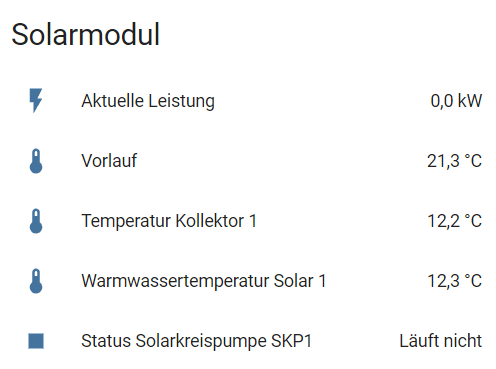 Solarmodul
Aktuelle Leistung 0,0 kW
Vorlauf 21,3 °C
Temperatur Kollektor 1 12,2 °C
Warmwassertemperatur Solar 1 12,3 °C
Status Solarkreispumpe SKP1 Läuft nicht